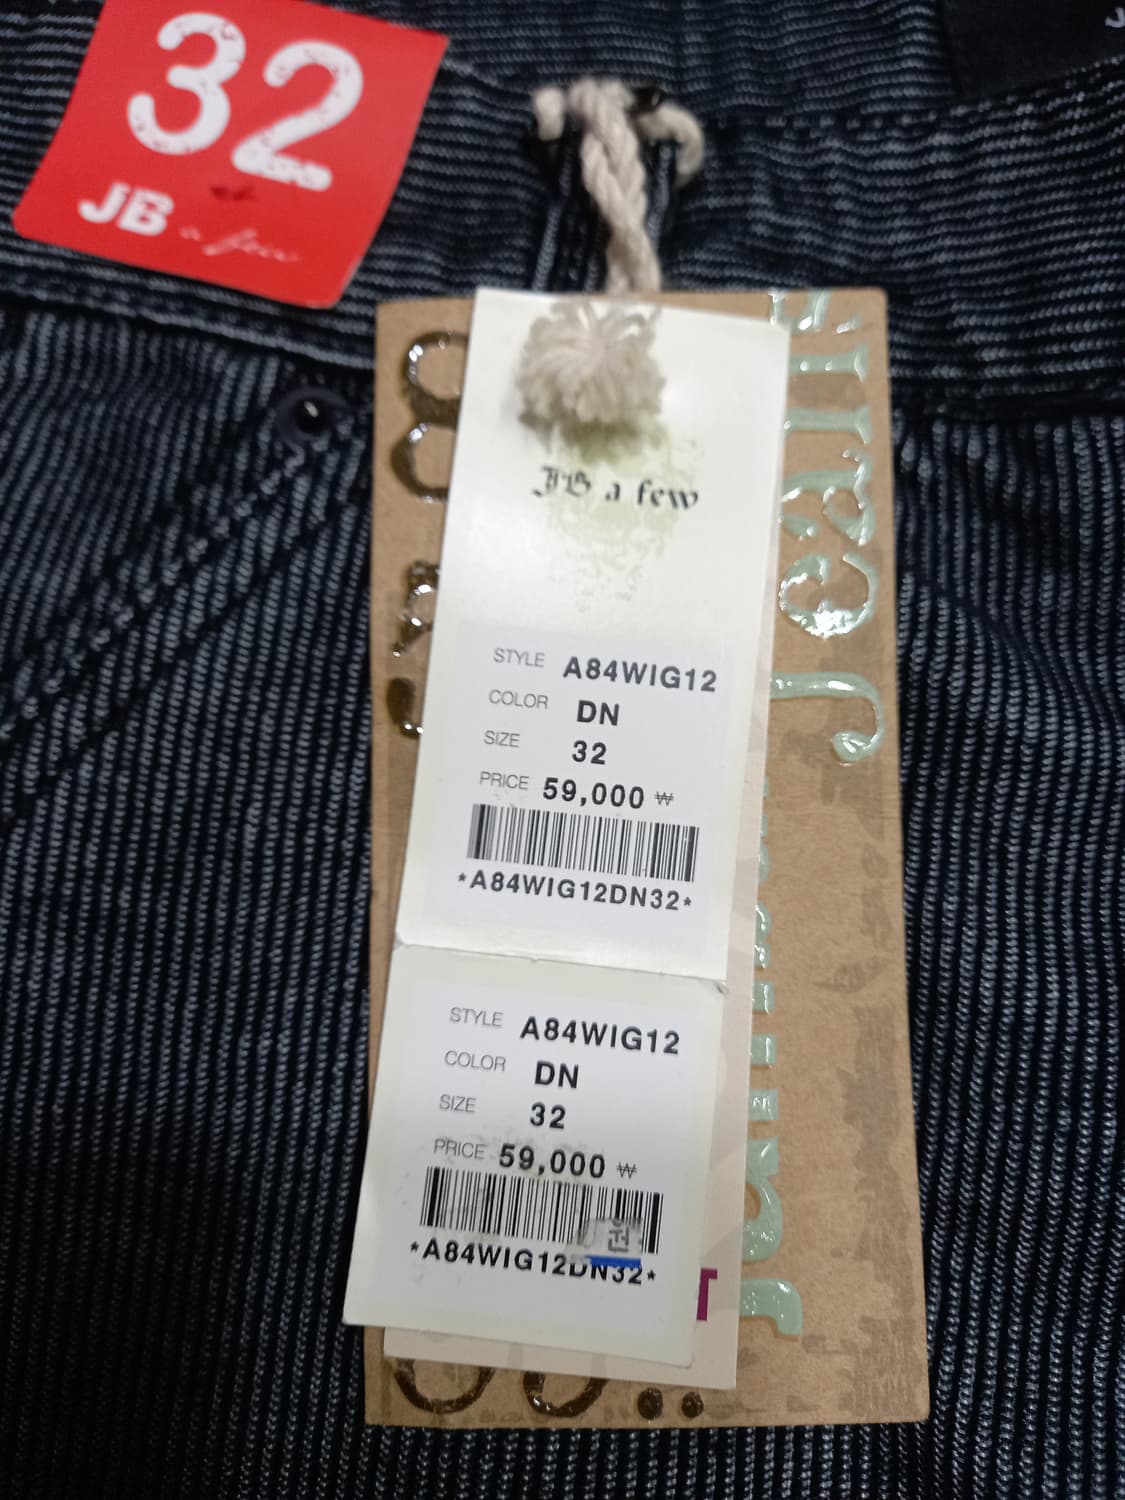 32
JB a few
JB a few
STYLE A84WIG12
COLOR DN
SIZE 32
PRICE 59,000 ₩
*A84WIG12DN32*
STYLE A84WIG12
COLOR DN
SIZE 32
PRICE 59,000 ₩
*A84WIG12DN32*